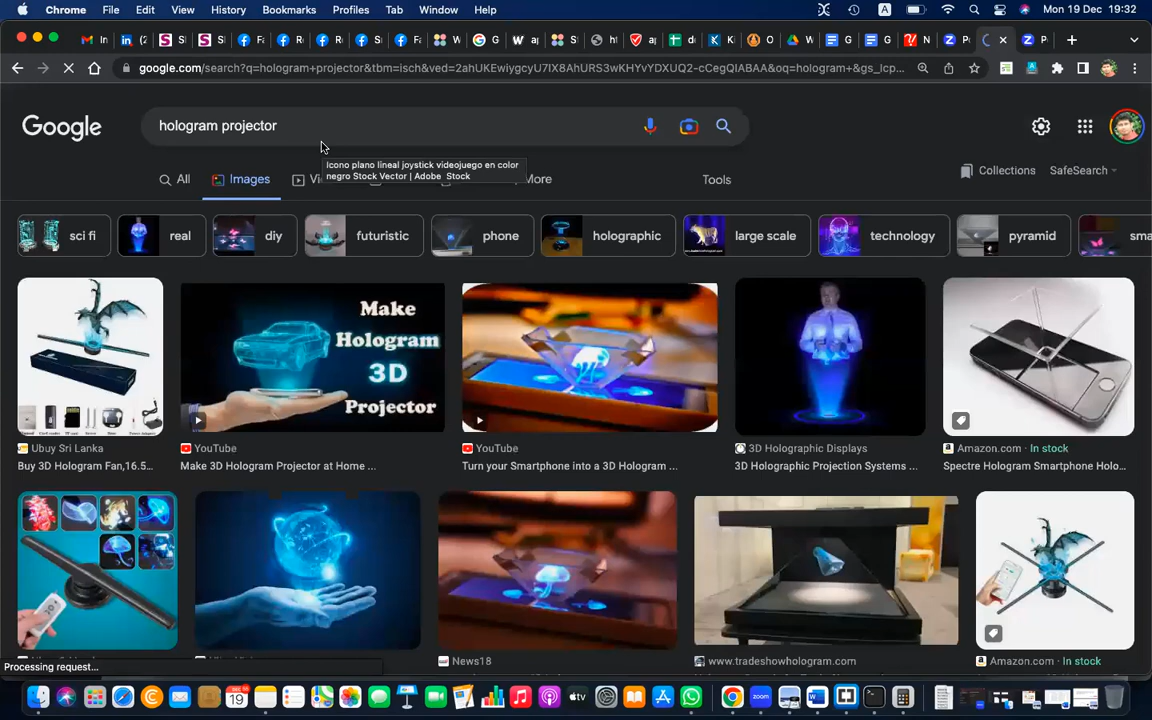 Chrome File Edit View History Bookmarks Profiles Tab Window Help A Mon 19 Dec 19:32
google.com/search?q=hologram+projector&tbm=isch&ved=2ahUKEwiygcyU7IX8AhURS3wKHYvYDXUQ2-cCegQIABAA&oq=hologram+&gs_lcp...
Google
hologram projector
Icono plano lineal joystick videojuego en color
negro Stock Vector | Adobe Stock
All Images More Tools
Collections SafeSearch
sci fi real diy futuristic phone holographic large scale technology pyramid
Make
Hologram
3D
Projector
Ubuy Sri Lanka
Buy 3D Hologram Fan,16.5...
YouTube
Make 3D Hologram Projector at Home ...
YouTube
Turn your Smartphone into a 3D Hologram ...
3D Holographic Displays
3D Holographic Projection Systems ...
Amazon.com · In stock
Spectre Hologram Smartphone Holo...
News18
www.tradeshowhologram.com
Amazon.com · In stock
Processing request...